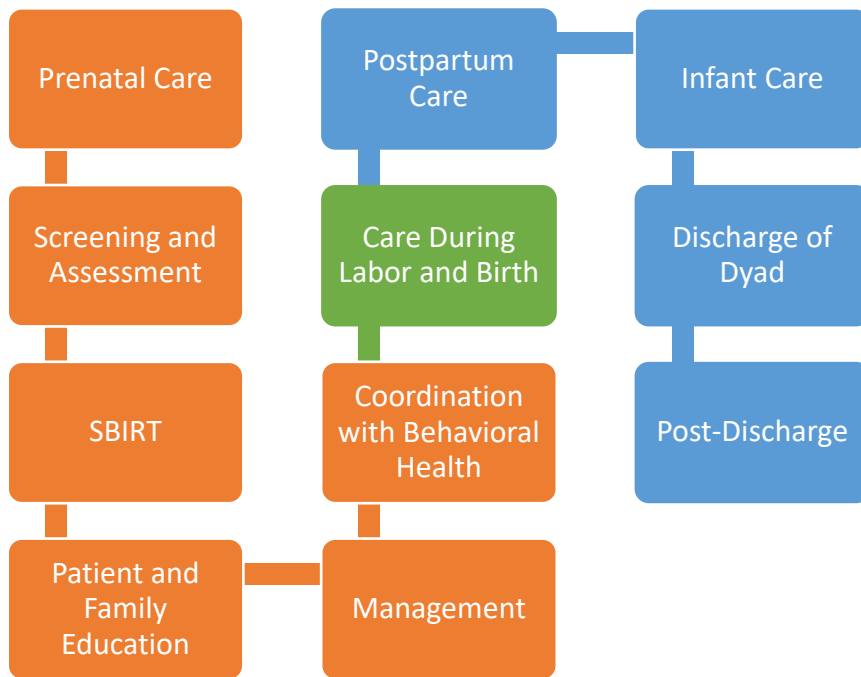 Prenatal Care
Screening and
Assessment
SBIRT
Patient and
Family
Education
Management
Coordination
with Behavioral
Health
Care During
Labor and Birth
Postpartum
Care
Infant Care
Discharge of
Dyad
Post-Discharge